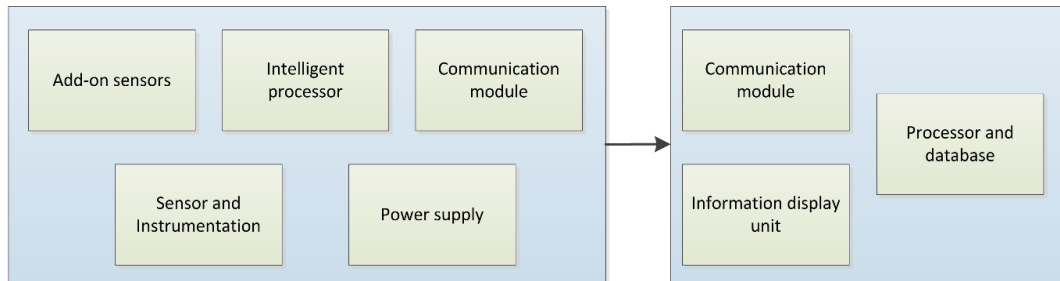 Add-on sensors
Intelligent
processor
Communication
module
Sensor and
Instrumentation
Power supply
Communication
module
Information display
unit
Processor and
database